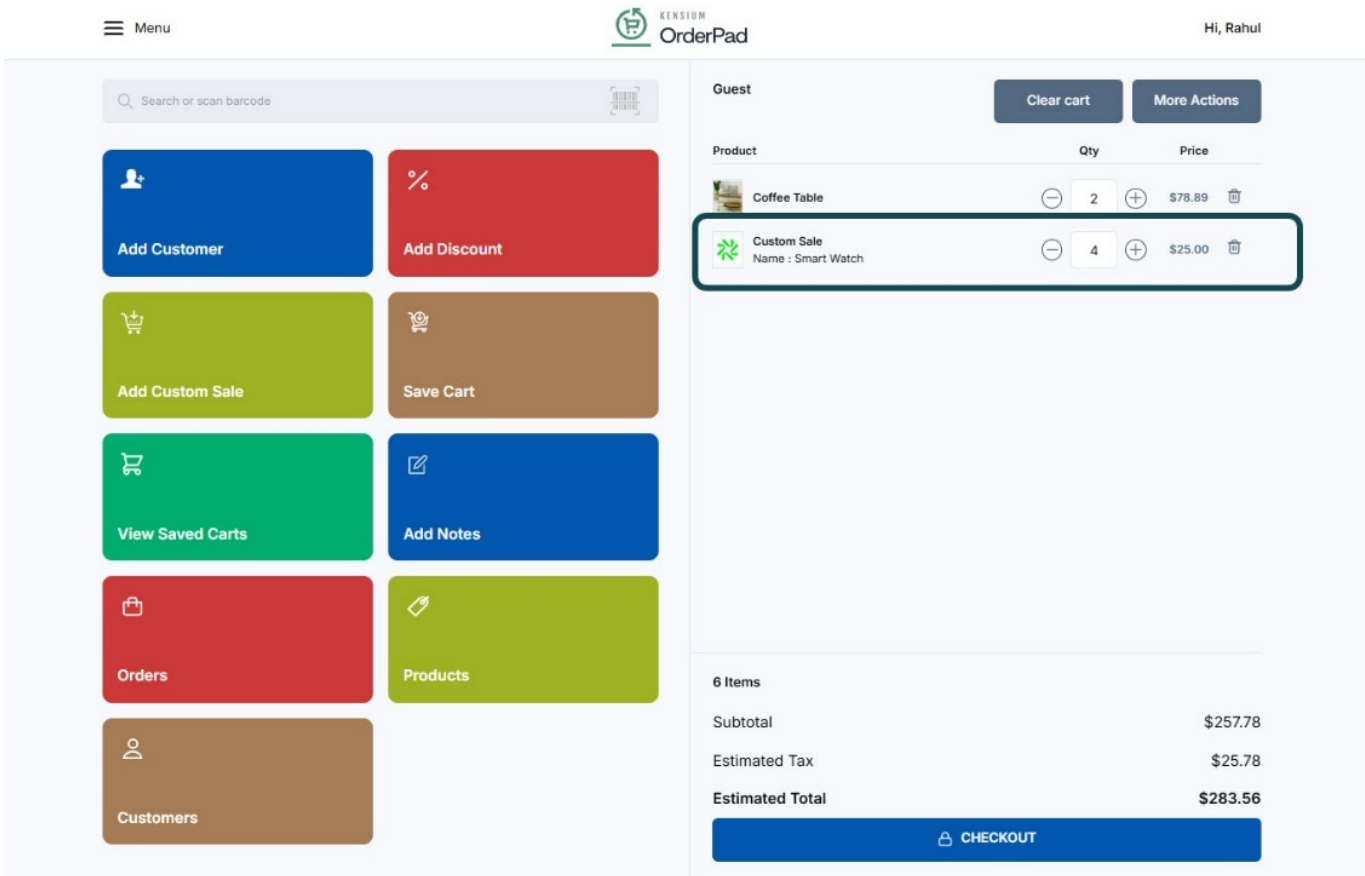 Menu
KENSIUM
OrderPad
Hi, Rahul
Search or scan barcode
Add Customer
Add Discount
Add Custom Sale
Save Cart
View Saved Carts
Add Notes
Orders
Products
Customers
Guest
Clear cart
More Actions
Product Qty Price
Coffee Table 2 $78.89
Custom Sale
Name : Smart Watch 4 $25.00
6 Items
Subtotal $257.78
Estimated Tax $25.78
Estimated Total $283.56
CHECKOUT